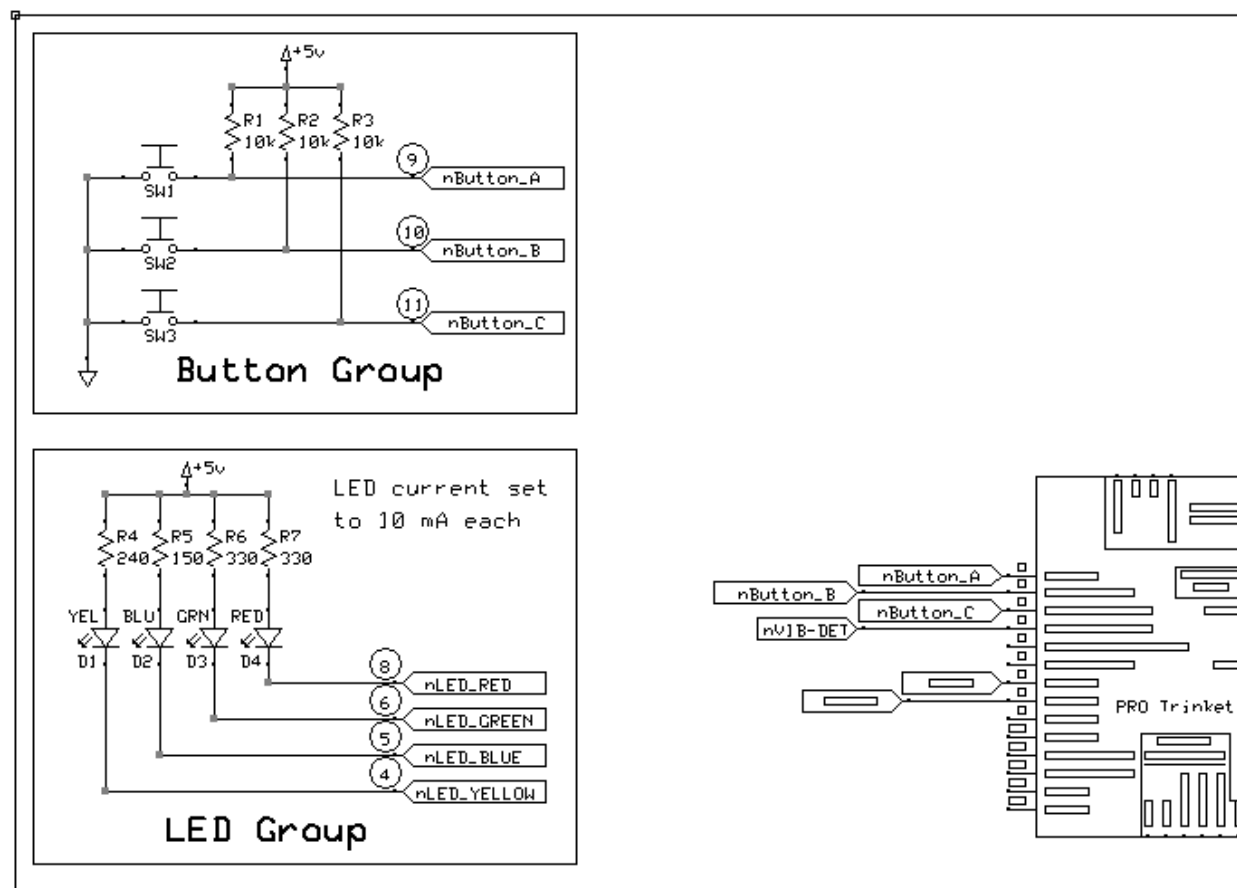 +5v
R1 R2 R3
10k 10k 10k
9
nButton_A
SW1
10
nButton_B
SW2
11
nButton_C
SW3
Button Group
+5v
LED current set
to 10 mA each
R4 R5 R6 R7
240 150 330 330
YEL BLU GRN RED
D1 D2 D3 D4
8
nLED_RED
6
nLED_GREEN
5
nLED_BLUE
4
nLED_YELLOW
LED Group
nButton_A
nButton_B
nButton_C
nVIB-DET
PRO Trinket